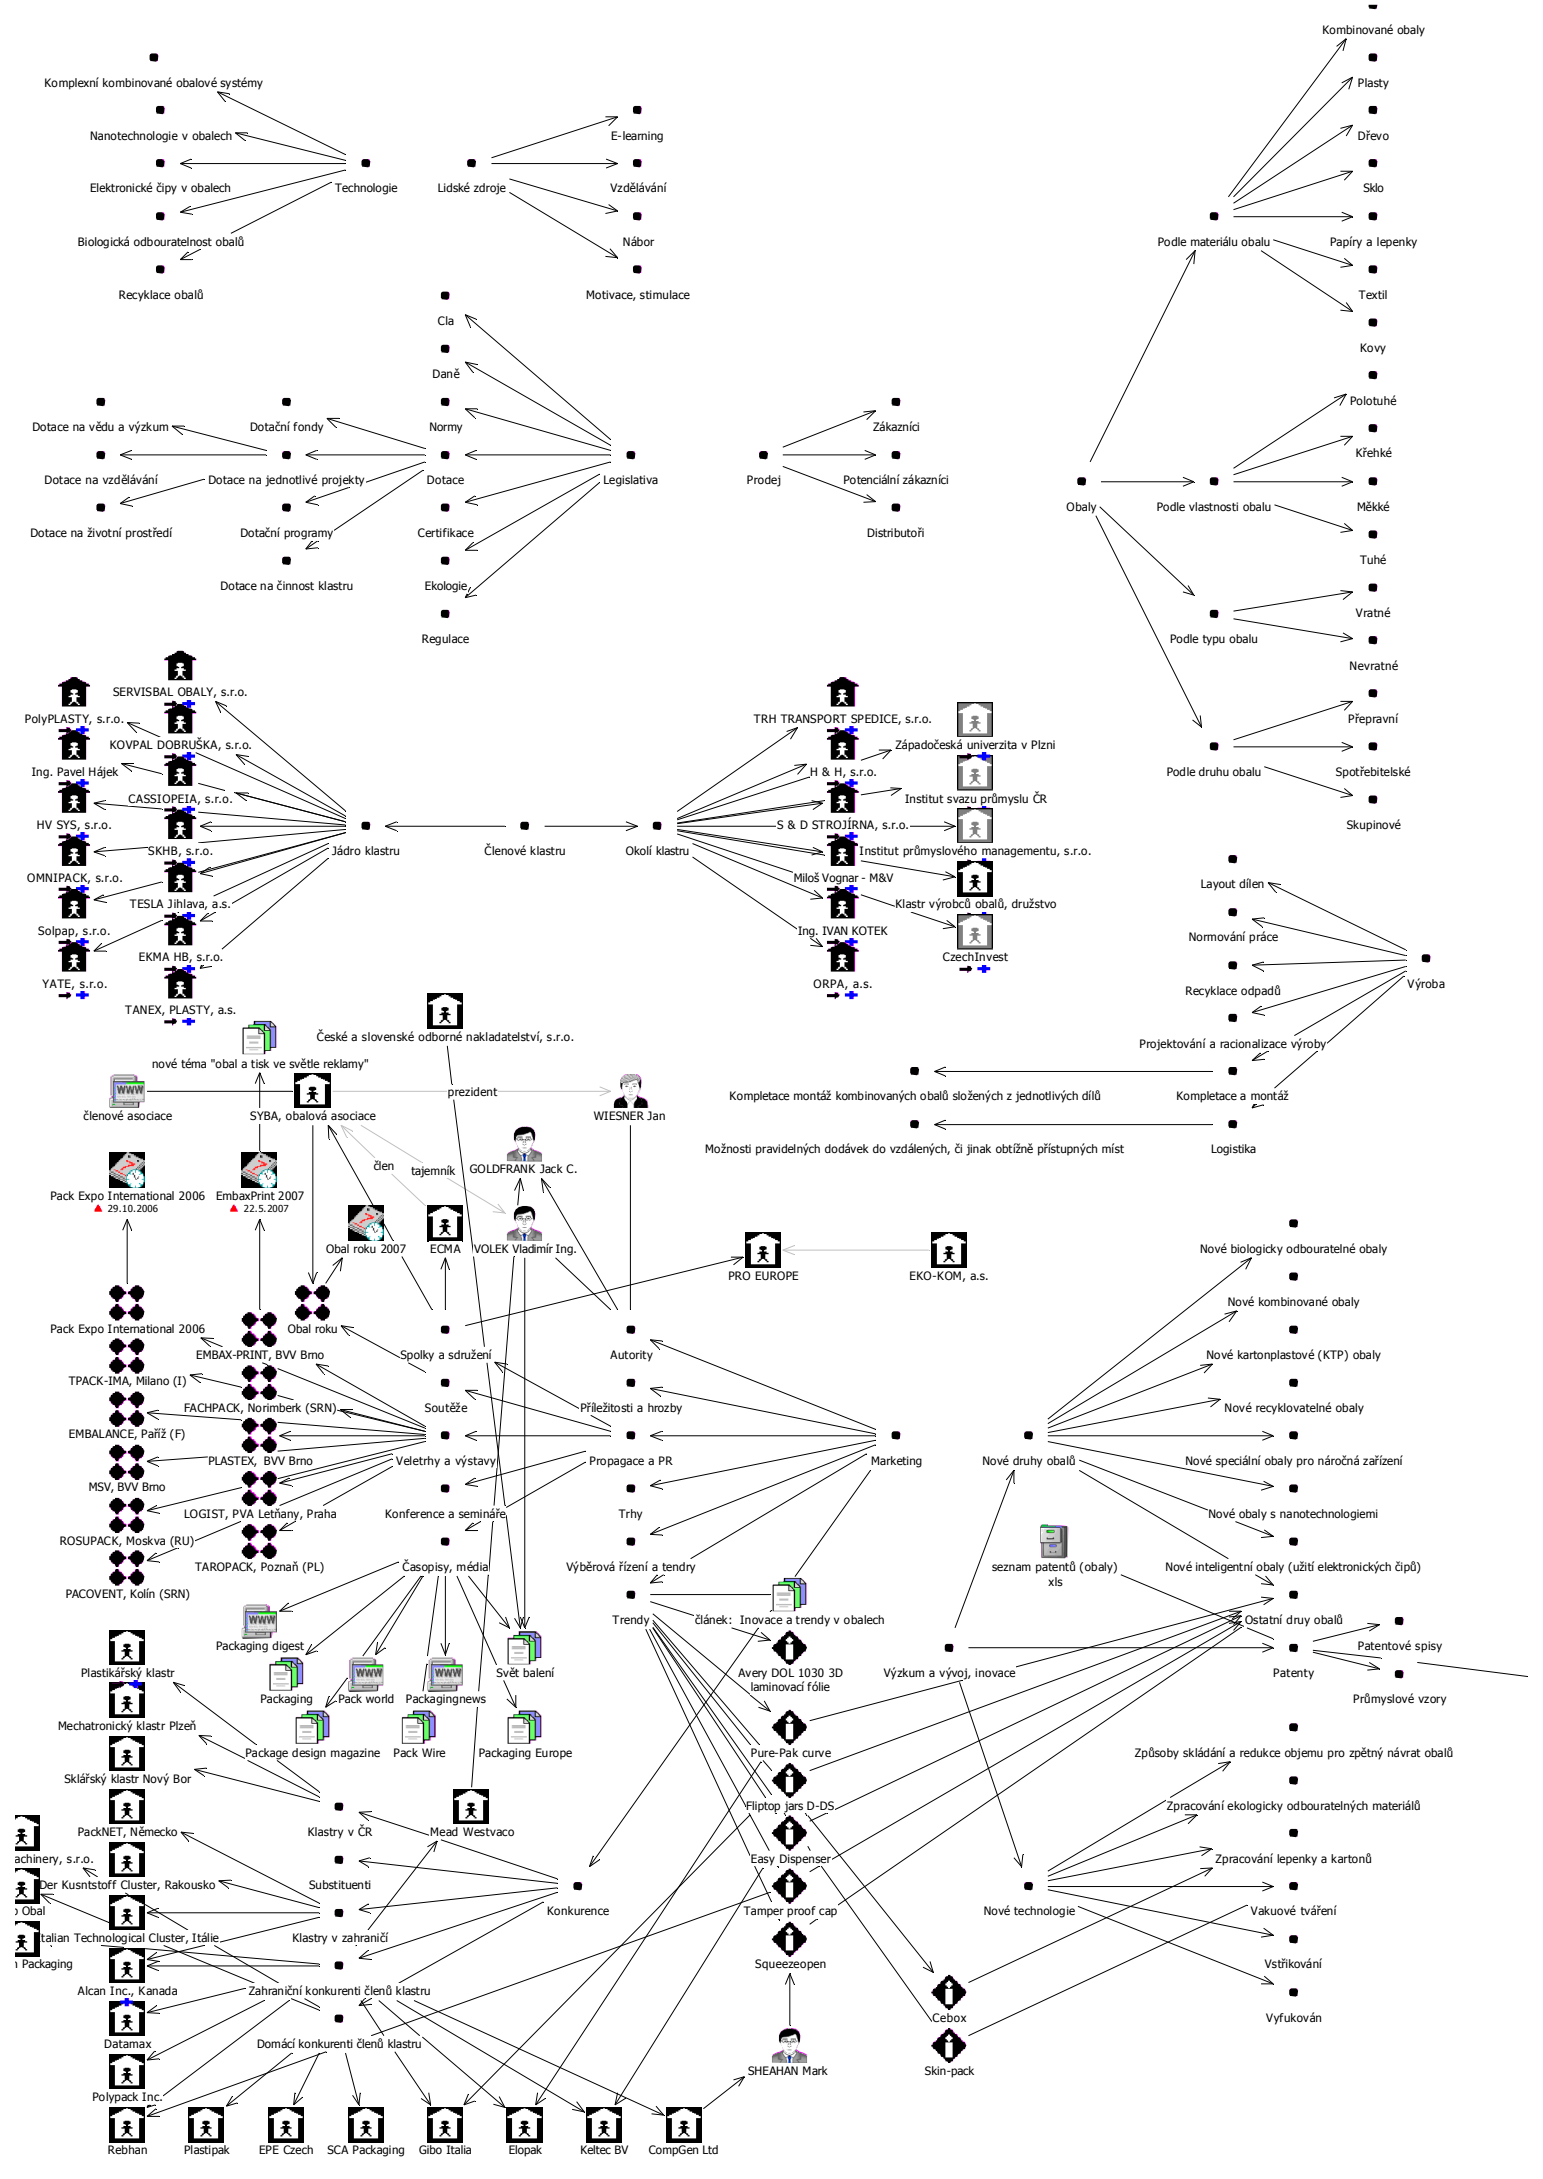 Kombinované obaly
Komplexní kombinované obalové systémy
Plasty
Nanotechnologie v obalech
E-learning
Dřevo
Elektronické čipy v obalech
Technologie
Lidské zdroje
Vzdělávání
Sklo
Biologická odbouratelnost obalů
Nábor
Podle materiálu obalu
Papíry a lepenky
Recyklace obalů
Motivace, stimulace
Textil
Cla
Kovy
Daně
Polotuhé
Dotace na vědu a výzkum
Dotační fondy
Normy
Zákazníci
Křehké
Dotace na vzdělávání
Dotace na jednotlivé projekty
Dotace
Legislativa
Prodej
Potenciální zákazníci
Obaly
Podle vlastnosti obalu
Měkké
Dotace na životní prostředí
Dotační programy
Certifikace
Distributoři
Tuhé
Dotace na činnost klastru
Ekologie
Vratné
Regulace
Podle typu obalu
Nevratné
SERVISBAL OBALY, s.r.o.
PolyPLASTY, s.r.o.
TRH TRANSPORT SPEDICE, s.r.o.
Přepravní
KOVPAL DOBRUŠKA, s.r.o.
Západočeská univerzita v Plzni
Ing. Pavel Hájek
H & H, s.r.o.
Podle druhu obalu
Spotřebitelské
CASSIOPEIA, s.r.o.
Institut svazu průmyslu ČR
HV SYS, s.r.o.
S & D STROJÍRNA, s.r.o.
Skupinové
SKHB, s.r.o.
Jádro klastru
Členové klastru
Okolí klastru
Institut průmyslového managementu, s.r.o.
OMNIPACK, s.r.o.
Miloš Vognar - M&V
Layout dílen
TESLA Jihlava, a.s.
Klastr výrobců obalů, družstvo
Solpap, s.r.o.
Ing. IVAN KOTEK
Normování práce
EKMA HB, s.r.o.
CzechInvest
YATE, s.r.o.
ORPA, a.s.
Recyklace odpadů
Výroba
TANEX, PLASTY, a.s.
České a slovenské odborné nakladatelství, s.r.o.
Projektování a racionalizace výroby
nové téma "obal a tisk ve světle reklamy"
prezident
Kompletace montáž kombinovaných obalů složených z jednotlivých dílů
Kompletace a montáž
členové asociace
SYBA, obalová asociace
WIESNER Jan
Možnosti pravidelných dodávek do vzdálených, či jinak obtížně přístupných míst
Logistika
člen
tajemník
GOLDFRANK Jack C.
Pack Expo International 2006
29.10.2006
EmbaxPrint 2007
22.5.2007
Obal roku 2007
ECMA
VOLEK Vladimír Ing.
Nové biologicky odbouratelné obaly
PRO EUROPE
EKO-KOM, a.s.
Nové kombinované obaly
Pack Expo International 2006
Obal roku
EMBAX-PRINT, BVV Brno
Spolky a sdružení
Autority
Nové kartonplastové (KTP) obaly
TPACK-IMA, Milano (I)
FACHPACK, Norimberk (SRN)
Soutěže
Příležitosti a hrozby
Nové recyklovatelné obaly
EMBALANCE, Paříž (F)
PLASTEX, BVV Brno
Veletrhy a výstavy
Propagace a PR
Marketing
Nové druhy obalů
Nové speciální obaly pro náročná zařízení
MSV, BVV Brno
LOGIST, PVA Letňany, Praha
Konference a semináře
Trhy
Nové obaly s nanotechnologiemi
ROSUPACK, Moskva (RU)
TAROPACK, Poznaň (PL)
Časopisy, média
Výběrová řízení a tendry
seznam patentů (obaly)
xls
Nové inteligentní obaly (užití elektronických čipů)
PACOVENT, Kolín (SRN)
Trendy
článek: Inovace a trendy v obalech
Ostatní druy obalů
Packaging digest
Patentové spisy
Plastikářský klastr
Svět balení
Avery DOL 1030 3D
laminovací fólie
Výzkum a vývoj, inovace
Patenty
Packaging
Pack world
Packagingnews
Průmyslové vzory
Mechatronický klastr Plzeň
Package design magazine
Pack Wire
Packaging Europe
Pure-Pak curve
Způsoby skládání a redukce objemu pro zpětný návrat obalů
Sklářský klastr Nový Bor
Fliptop jars D-DS
Zpracování ekologicky odbouratelných materiálů
PackNET, Německo
Klastry v ČR
Mead Westvaco
achinery, s.r.o.
Easy Dispenser
Zpracování lepenky a kartonů
Der Kusntstoff Cluster, Rakousko
Substituenti
Obal
Konkurence
Tamper proof cap
Nové technologie
Vakuové tváření
Italian Technological Cluster, Itálie
Klastry v zahraničí
Packaging
Squeezeopen
Vstřikování
Alcan Inc., Kanada
Zahraniční konkurenti členů klastru
Cebox
Vyfukován
Datamax
Domácí konkurenti členů klastru
SHEAHAN Mark
Skin-pack
Polypack Inc.
Rebhan
Plastipak
EPE Czech
SCA Packaging
Gibo Italia
Elopak
Keltec BV
CompGen Ltd